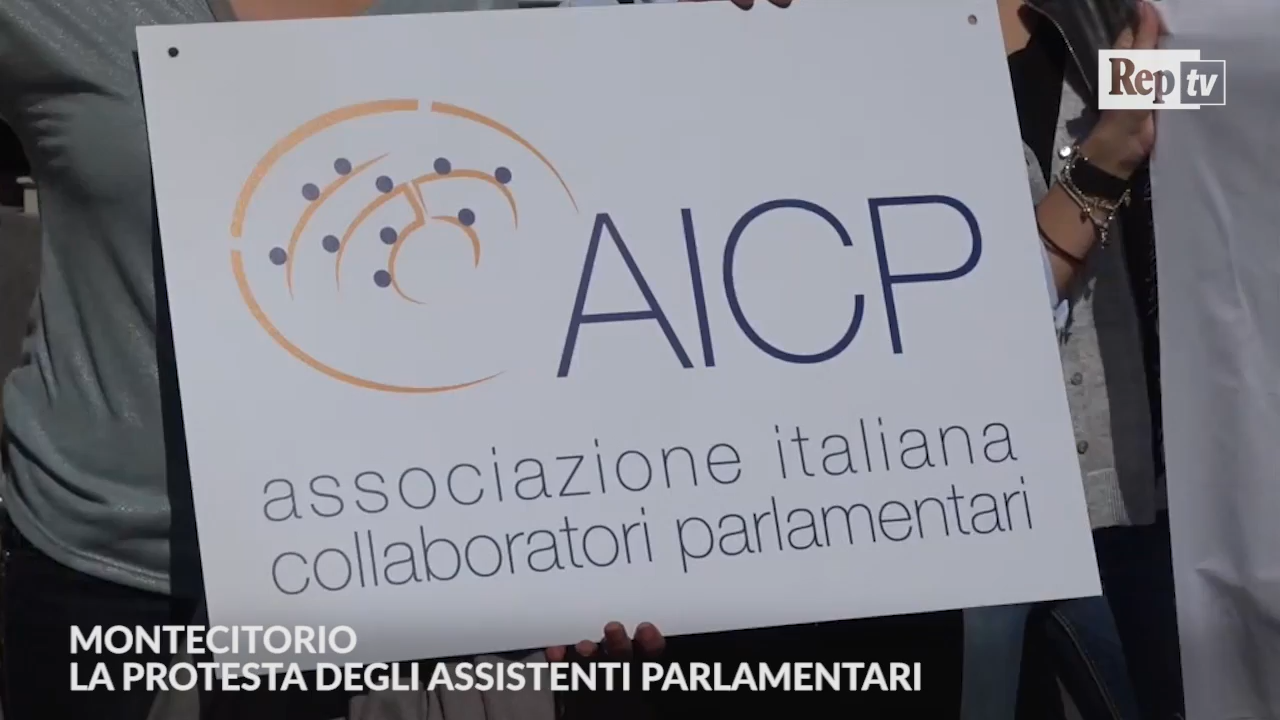 Rep tv
AICP
associazione italiana
collaboratori parlamentari
MONTECITORIO
LA PROTESTA DEGLI ASSISTENTI PARLAMENTARI